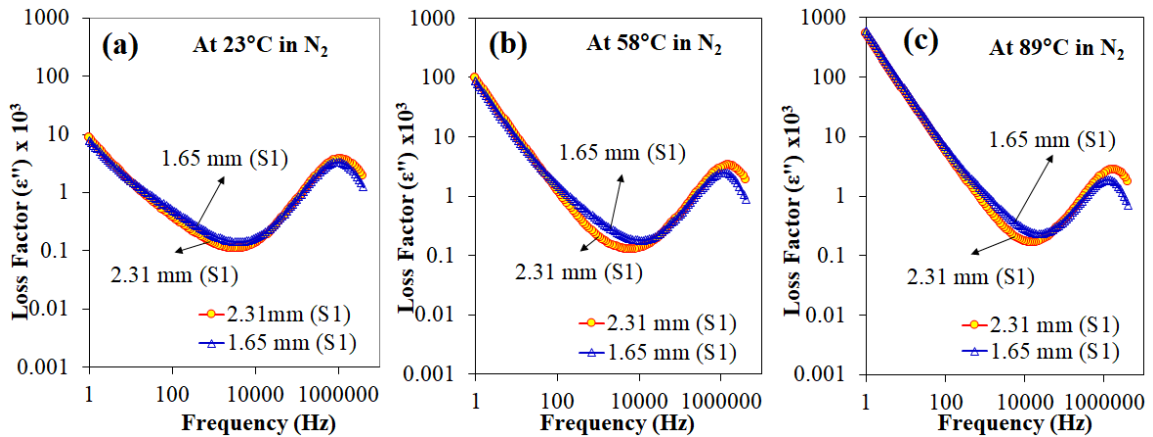 (a)
At 23°C in N₂
Loss Factor (ε") x10³
1000
100
10
1
0.1
0.01
0.001
1.65 mm (S1)
2.31 mm (S1)
2.31mm (S1)
1.65 mm (S1)
1 100 10000 1000000
Frequency (Hz)
(b)
At 58°C in N₂
Loss Factor (ε") x10³
1000
100
10
1
0.1
0.01
0.001
1.65 mm (S1)
2.31 mm (S1)
2.31 mm (S1)
1.65 mm (S1)
1 100 10000 1000000
Frequency (Hz)
(c)
At 89°C in N₂
Loss Factor (ε") x10³
1000
100
10
1
0.1
0.01
0.001
1.65 mm (S1)
2.31 mm (S1)
2.31 mm (S1)
1.65 mm (S1)
1 100 10000 1000000
Frequency (Hz)